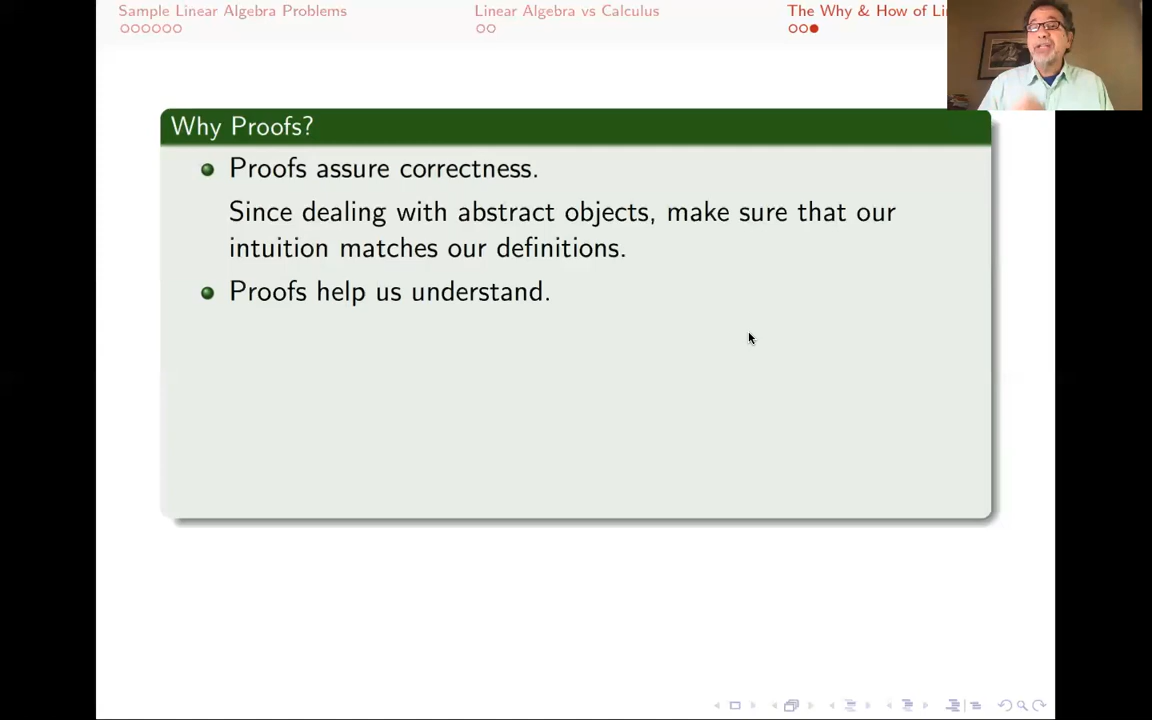 Sample Linear Algebra Problems
Linear Algebra vs Calculus
The Why & How of
Why Proofs?
Proofs assure correctness.
Since dealing with abstract objects, make sure that our
intuition matches our definitions.
Proofs help us understand.